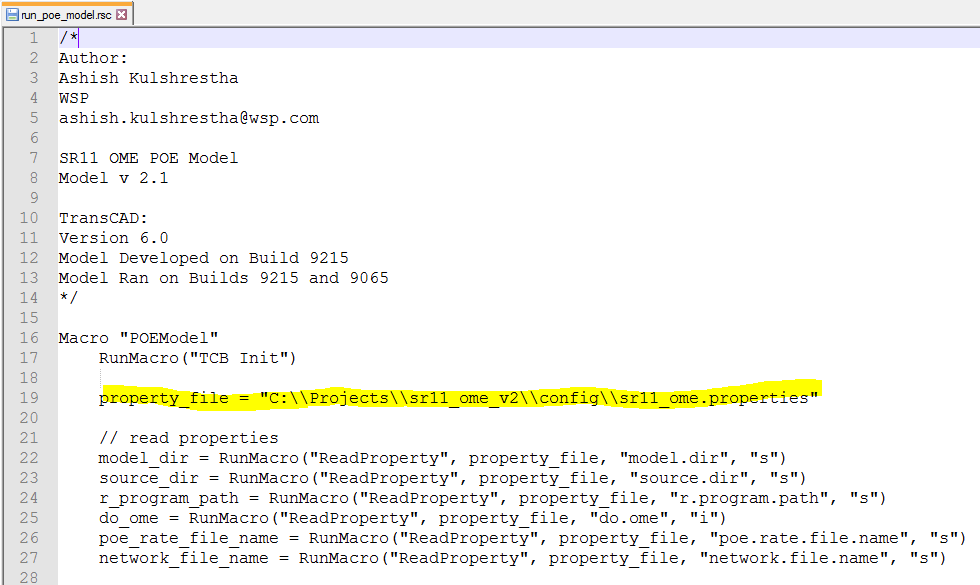 run_poe_model.rsc
1 /*
2 Author:
3 Ashish Kulshrestha
4 WSP
5 ashish.kulshrestha@wsp.com
6
7 SR11 OME POE Model
8 Model v 2.1
9
10 TransCAD:
11 Version 6.0
12 Model Developed on Build 9215
13 Model Ran on Builds 9215 and 9065
14 */
15
16 Macro "POEModel"
17     RunMacro("TCB Init")
18
19     property_file = "C:\\Projects\\sr11_ome_v2\\config\\sr11_ome.properties"
20
21     // read properties
22     model_dir = RunMacro("ReadProperty", property_file, "model.dir", "s")
23     source_dir = RunMacro("ReadProperty", property_file, "source.dir", "s")
24     r_program_path = RunMacro("ReadProperty", property_file, "r.program.path", "s")
25     do_ome = RunMacro("ReadProperty", property_file, "do.ome", "i")
26     poe_rate_file_name = RunMacro("ReadProperty", property_file, "poe.rate.file.name", "s")
27     network_file_name = RunMacro("ReadProperty", property_file, "network.file.name", "s")
28